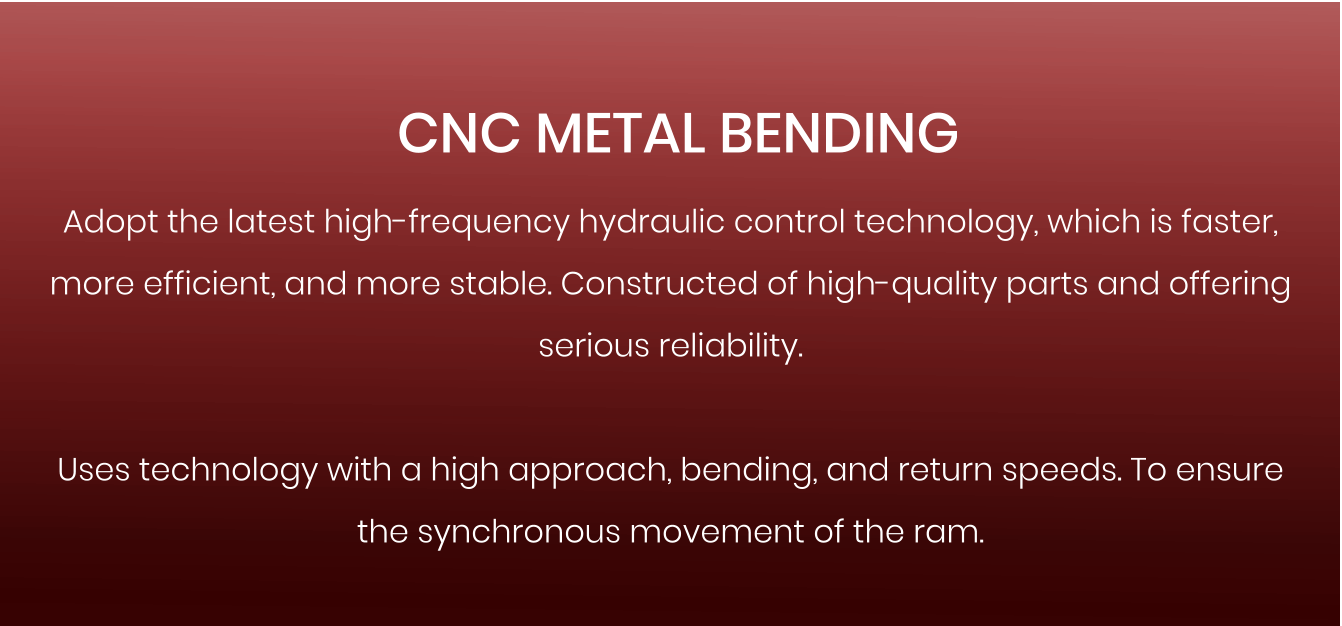 CNC METAL BENDING
Adopt the latest high-frequency hydraulic control technology, which is faster,
more efficient, and more stable. Constructed of high-quality parts and offering
serious reliability.
Uses technology with a high approach, bending, and return speeds. To ensure
the synchronous movement of the ram.